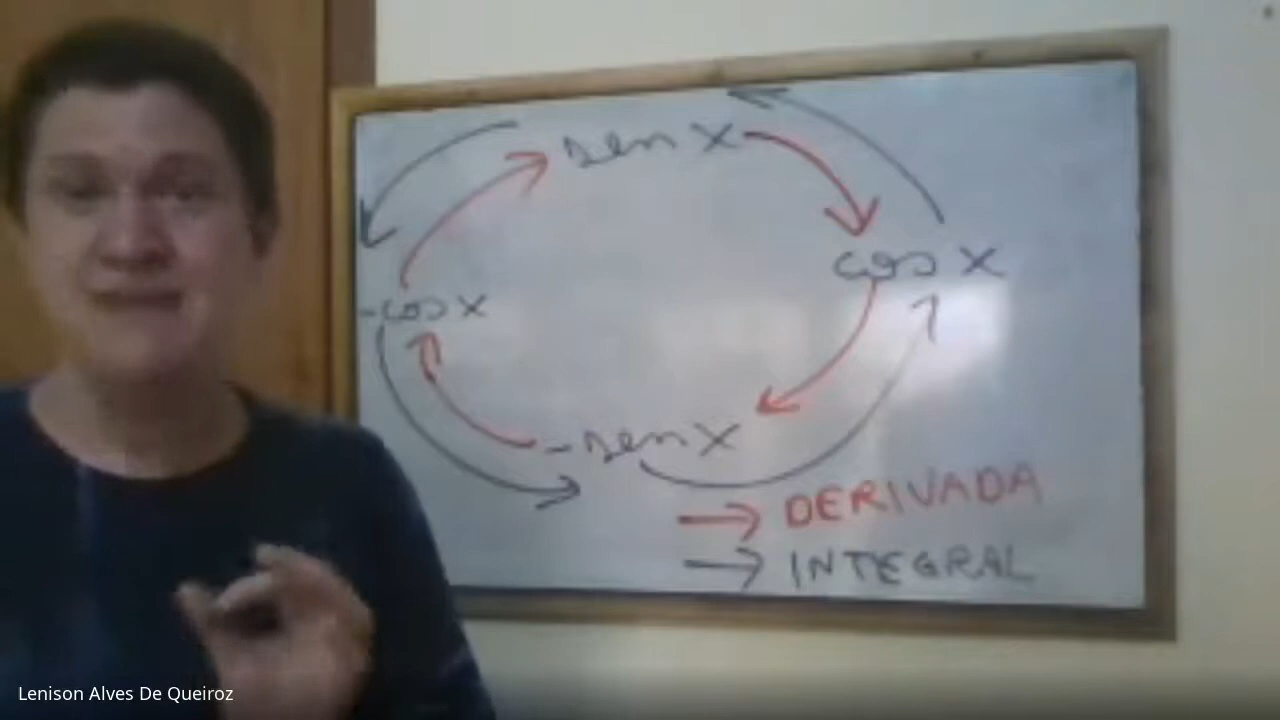 sen x
cos x
-cos x
-sen x
→ DERIVADA
→ INTEGRAL
Lenison Alves De Queiroz